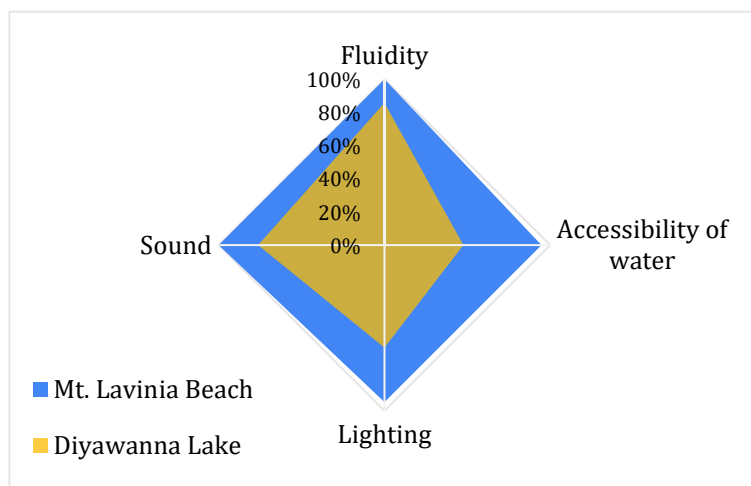 Fluidity
100%
80%
60%
40%
20%
0%
Sound
Accessibility of
water
Lighting
Mt. Lavinia Beach
Diyawanna Lake